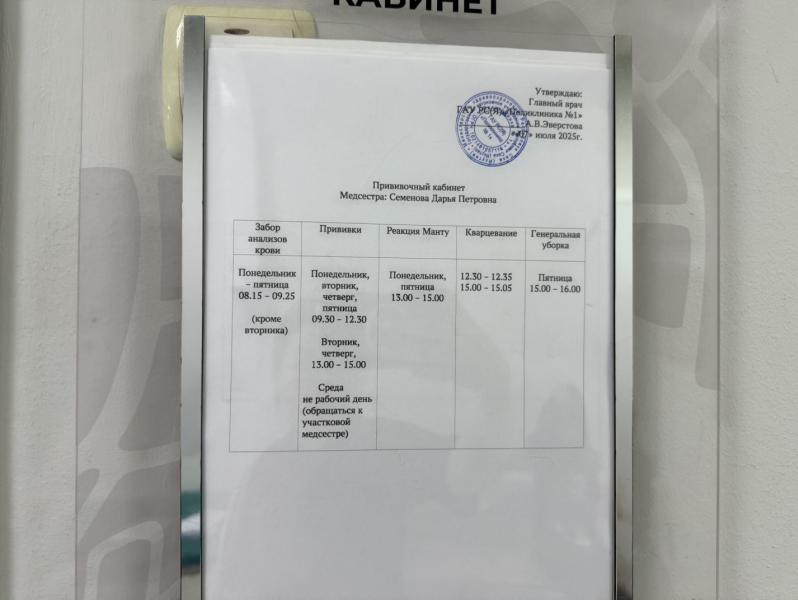 КАБИНЕТ
Утверждаю:
Главный врач
ГАУ РС(Я) «Поликлиника №1»
А.В.Эверстова
июля 2025г.
Прививочный кабинет
Медсестра: Семенова Дарья Петровна
Забор
анализов
крови
Прививки
Реакция Манту
Кварцевание
Генеральная
уборка
Понедельник
– пятница
08.15 – 09.25
(кроме
вторника)
Понедельник,
вторник,
четверг,
пятница
09.30 – 12.30
Вторник,
четверг,
13.00 – 15.00
Среда
не рабочий день
(обращаться к
участковой
медсестре)
Понедельник,
пятница
13.00 – 15.00
12.30 – 12.35
15.00 – 15.05
Пятница
15.00 – 16.00